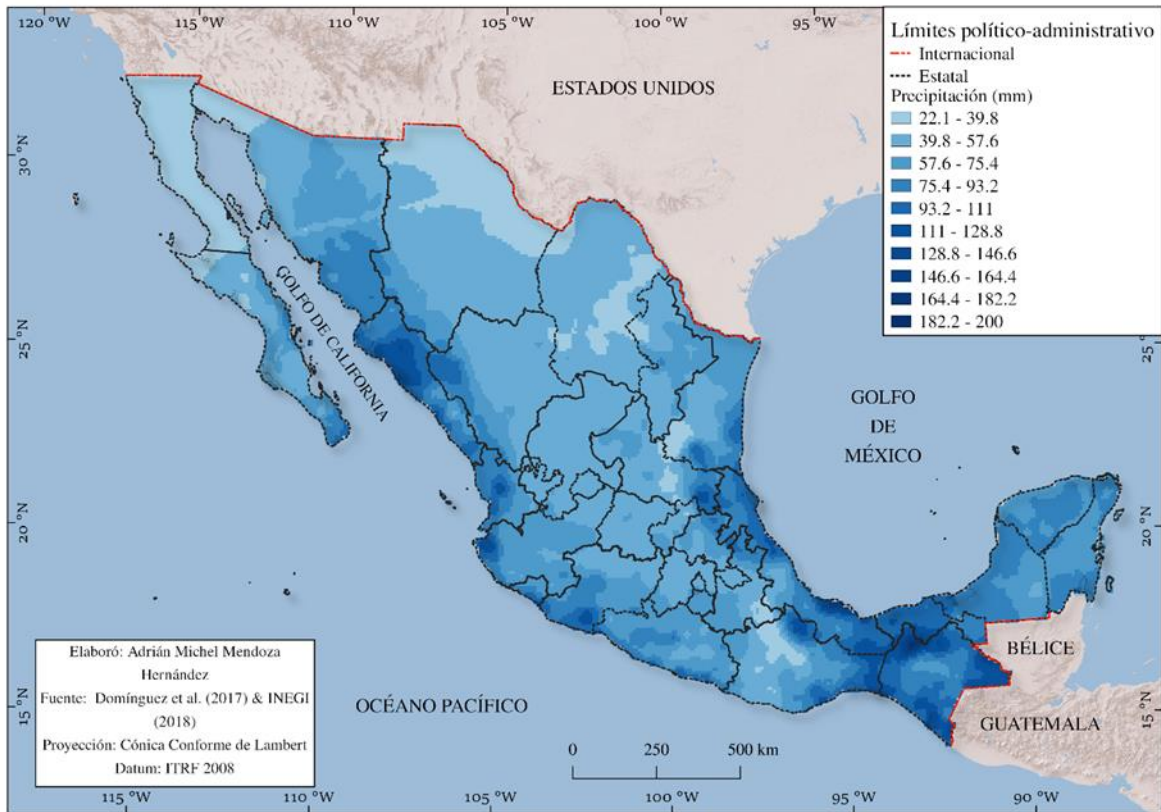 120 °W
115 °W
110 °W
105 °W
100 °W
95 °W
Límites político-administrativo
Internacional
Estatal
Precipitación (mm)
22.1 - 39.8
39.8 - 57.6
57.6 - 75.4
75.4 - 93.2
93.2 - 111
111 - 128.8
128.8 - 146.6
146.6 - 164.4
164.4 - 182.2
182.2 - 200
ESTADOS UNIDOS
30 °N
30 °N
25 °N
25 °N
GOLFO DE CALIFORNIA
GOLFO
DE
MÉXICO
20 °N
20 °N
BÉLICE
Elaboró: Adrián Michel Mendoza
Hernández
Fuente: Domínguez et al. (2017) & INEGI
(2018)
Proyección: Cónica Conforme de Lambert
Datum: ITRF 2008
OCÉANO PACÍFICO
GUATEMALA
15 °N
15 °N
0 250 500 km
115 °W
110 °W
105 °W
100 °W
95 °W
90 °W